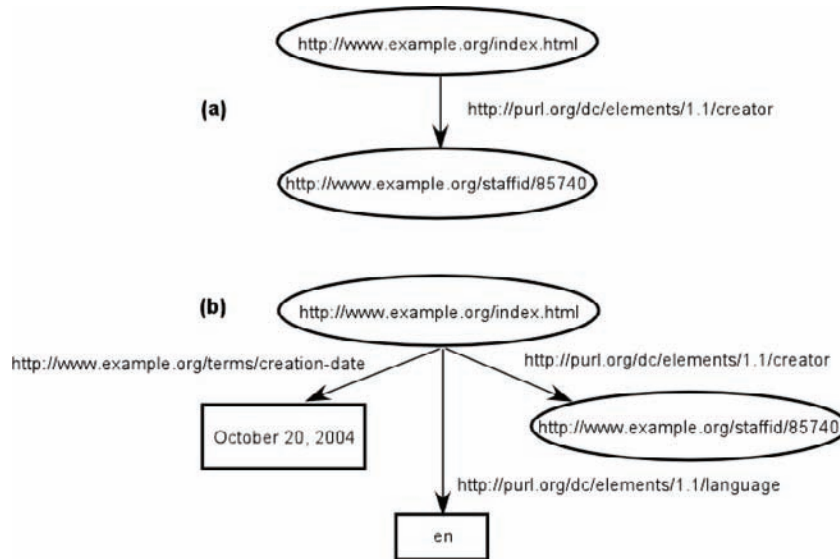 http://www.example.org/index.html
(a)
http://purl.org/dc/elements/1.1/creator
http://www.example.org/staffid/85740
(b)
http://www.example.org/index.html
http://www.example.org/terms/creation-date
http://purl.org/dc/elements/1.1/creator
October 20, 2004
http://www.example.org/staffid/85740
http://purl.org/dc/elements/1.1/language
en